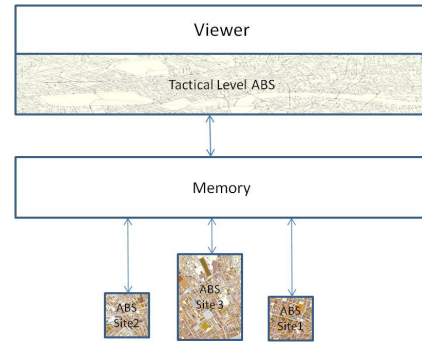 Viewer
Tactical Level ABS
Memory
ABS
Site2
ABS
Site 3
ABS
Site1